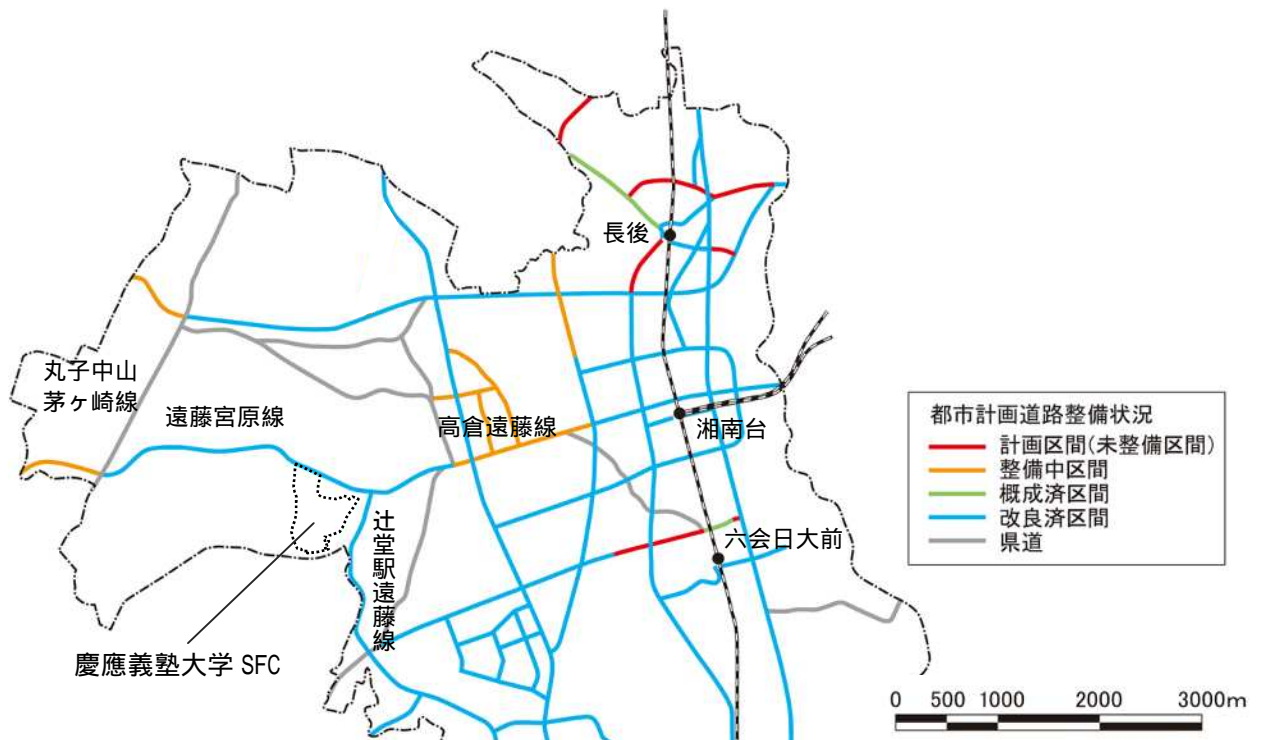 長後
丸子中山
茅ヶ崎線
遠藤宮原線
高倉遠藤線
湘南台
辻堂駅遠藤線
六会日大前
慶應義塾大学 SFC
都市計画道路整備状況
計画区間(未整備区間)
整備中区間
概成済区間
改良済区間
県道
0 500 1000 2000 3000m